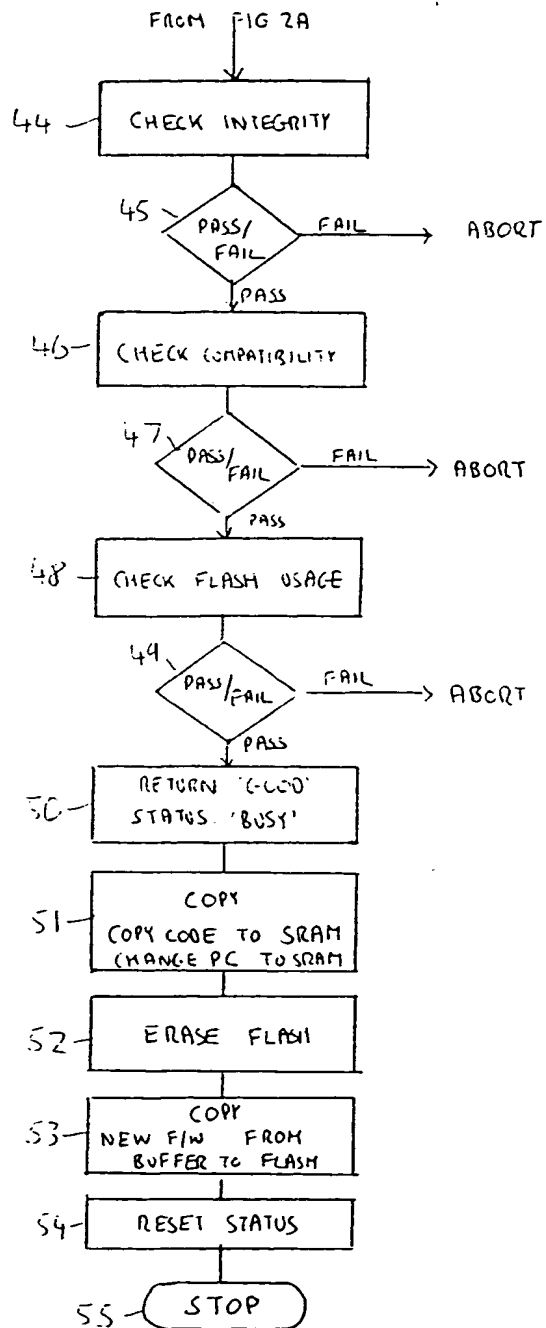 FROM FIG 2A
44 CHECK INTEGRITY
45 PASS/
FAIL
FAIL ABORT
PASS
46 CHECK COMPATIBILITY
47 PASS/
FAIL
FAIL ABORT
PASS
48 CHECK FLASH USAGE
49 PASS/
FAIL
FAIL ABORT
PASS
50 RETURN 'GOOD'
STATUS 'BUSY'
51 COPY
COPY CODE TO SRAM
CHANGE PC TO SRAM
52 ERASE FLASH
53 COPY
NEW F/W FROM
BUFFER TO FLASH
54 RESET STATUS
55 STOP